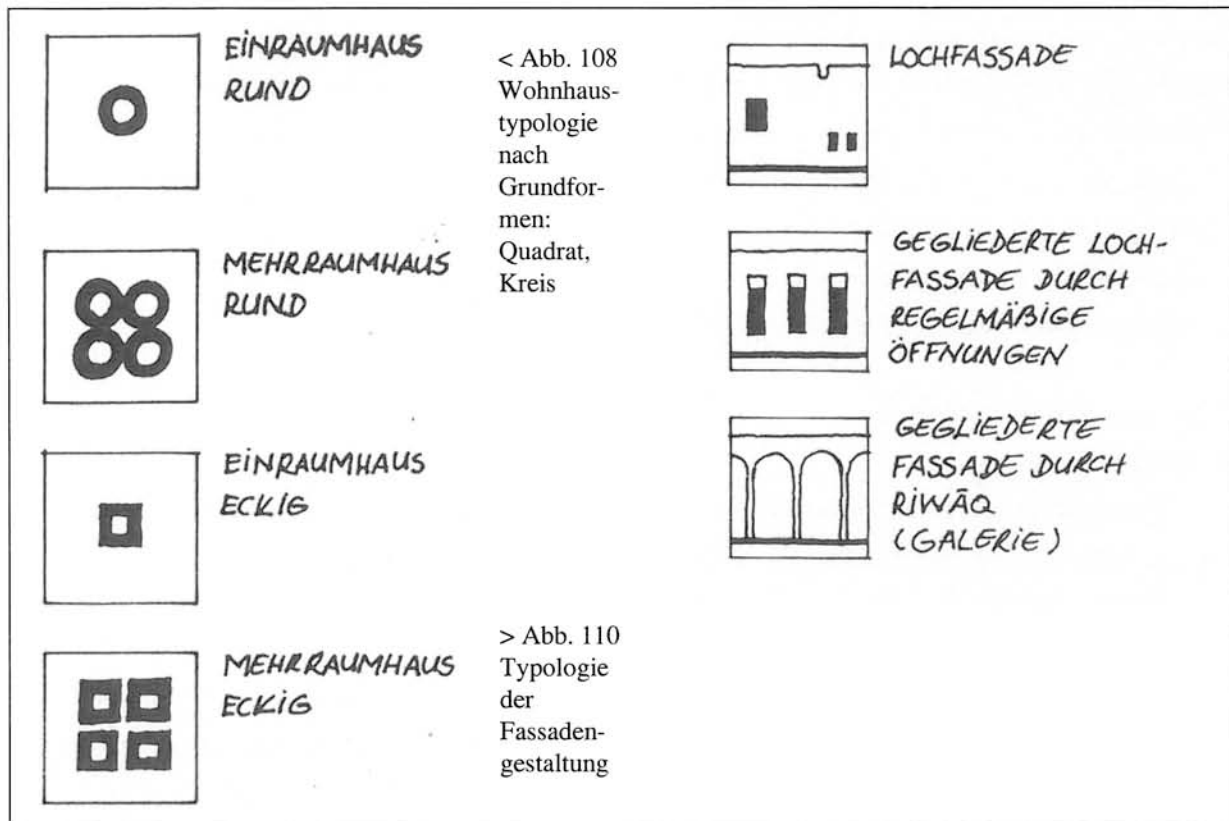 EINRAUMHAUS
RUND
MEHRRAUMHAUS
RUND
EINRAUMHAUS
ECKIG
MEHRRAUMHAUS
ECKIG
< Abb. 108
Wohnhaus-
typologie
nach
Grundfor-
men:
Quadrat,
Kreis
> Abb. 110
Typologie
der
Fassaden-
gestaltung
LOCHFASSADE
GEGLIEDERTE LOCH-
FASSADE DURCH
REGELMÄßIGE
ÖFFNUNGEN
GEGLIEDERTE
FASSADE DURCH
RIWĀQ
(GALERIE)